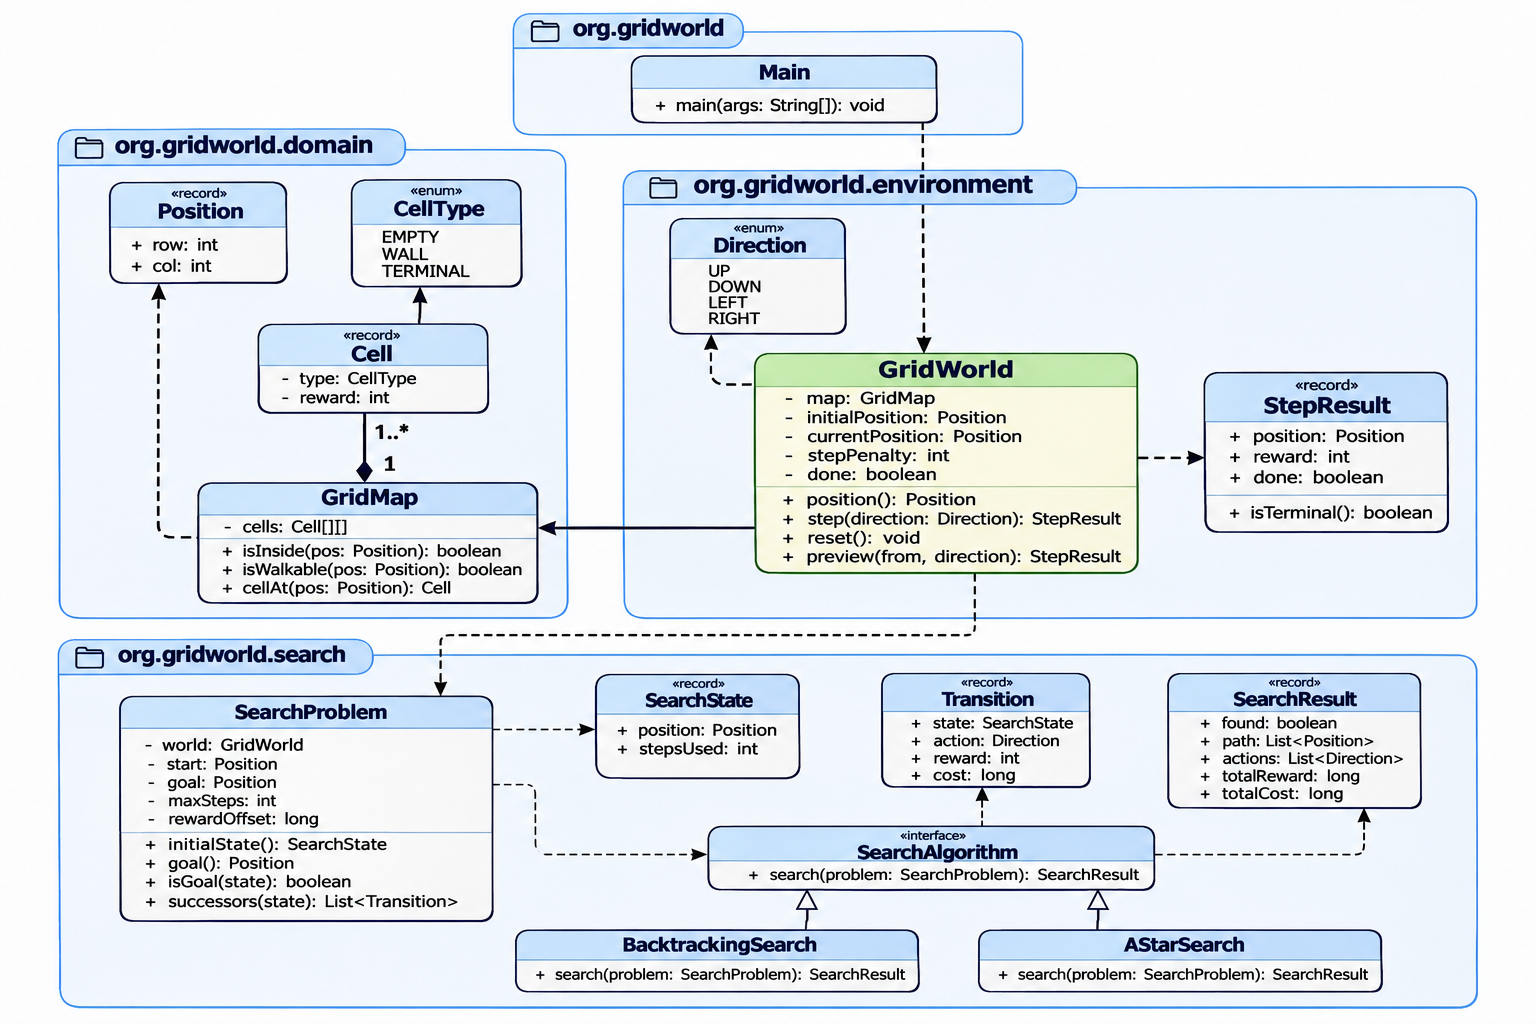 org.gridworld
Main
+ main(args: String[]): void
org.gridworld.domain
«record»
Position
+ row: int
+ col: int
«enum»
CellType
EMPTY
WALL
TERMINAL
«record»
Cell
- type: CellType
- reward: int
1..*
1
GridMap
- cells: Cell[][]
+ isInside(pos: Position): boolean
+ isWalkable(pos: Position): boolean
+ cellAt(pos: Position): Cell
org.gridworld.environment
«enum»
Direction
UP
DOWN
LEFT
RIGHT
GridWorld
- map: GridMap
- initialPosition: Position
- currentPosition: Position
- stepPenalty: int
- done: boolean
+ position(): Position
+ step(direction: Direction): StepResult
+ reset(): void
+ preview(from, direction): StepResult
«record»
StepResult
+ position: Position
+ reward: int
+ done: boolean
+ isTerminal(): boolean
org.gridworld.search
SearchProblem
- world: GridWorld
- start: Position
- goal: Position
- maxSteps: int
- rewardOffset: long
+ initialState(): SearchState
+ goal(): Position
+ isGoal(state): boolean
+ successors(state): List<Transition>
«record»
SearchState
+ position: Position
+ stepsUsed: int
«record»
Transition
+ state: SearchState
+ action: Direction
+ reward: int
+ cost: long
«record»
SearchResult
+ found: boolean
+ path: List<Position>
+ actions: List<Direction>
+ totalReward: long
+ totalCost: long
«interface»
SearchAlgorithm
+ search(problem: SearchProblem): SearchResult
BacktrackingSearch
+ search(problem: SearchProblem): SearchResult
AStarSearch
+ search(problem: SearchProblem): SearchResult